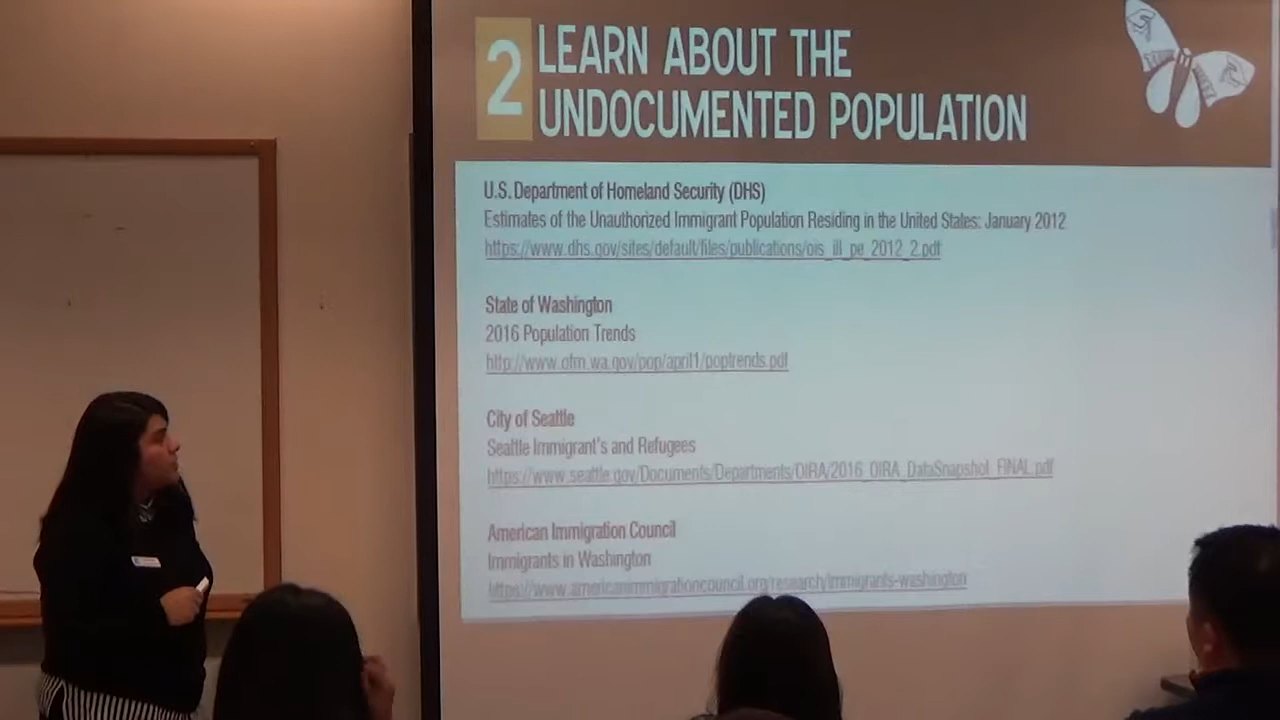 2 LEARN ABOUT THE
UNDOCUMENTED POPULATION
U.S. Department of Homeland Security (DHS)
Estimates of the Unauthorized Immigrant Population Residing in the United States: January 2012
https://www.dhs.gov/sites/default/files/publications/ois_ill_pe_2012_2.pdf
State of Washington
2016 Population Trends
http://www.ofm.wa.gov/pop/april1/poptrends.pdf
City of Seattle
Seattle Immigrant's and Refugees
https://www.seattle.gov/Documents/Departments/OIRA/2016_OIRA_DataSnapshot_FINAL.pdf
American Immigration Council
Immigrants in Washington
https://www.americanimmigrationcouncil.org/research/immigrants-washington